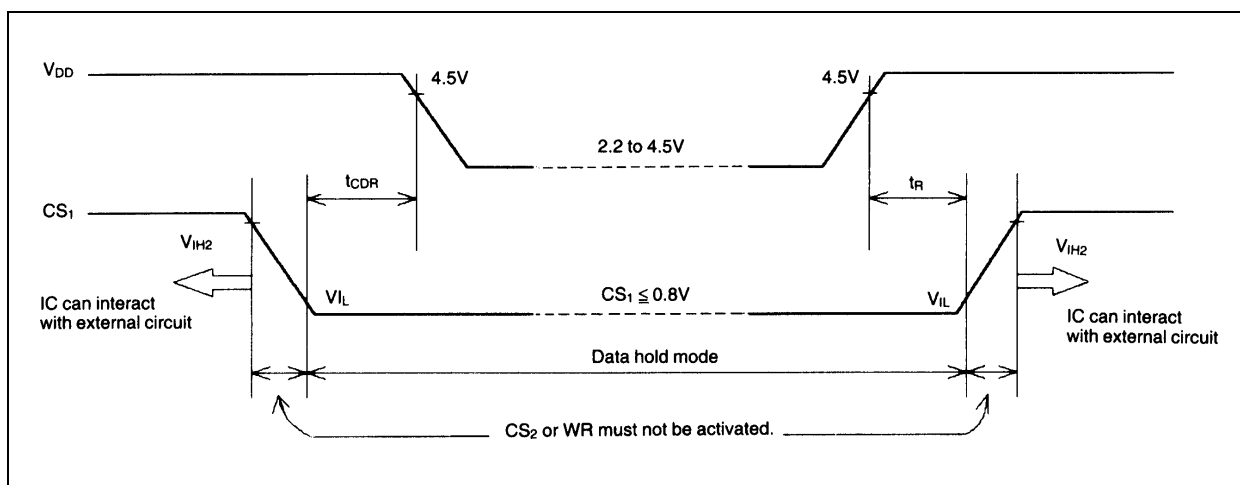 VDD
4.5V
4.5V
2.2 to 4.5V
tCDR
tR
CS1
VIH2
VIH2
VIL
CS1 ≦ 0.8V
VIL
IC can interact
with external circuit
IC can interact
with external circuit
Data hold mode
CS2 or WR must not be activated.